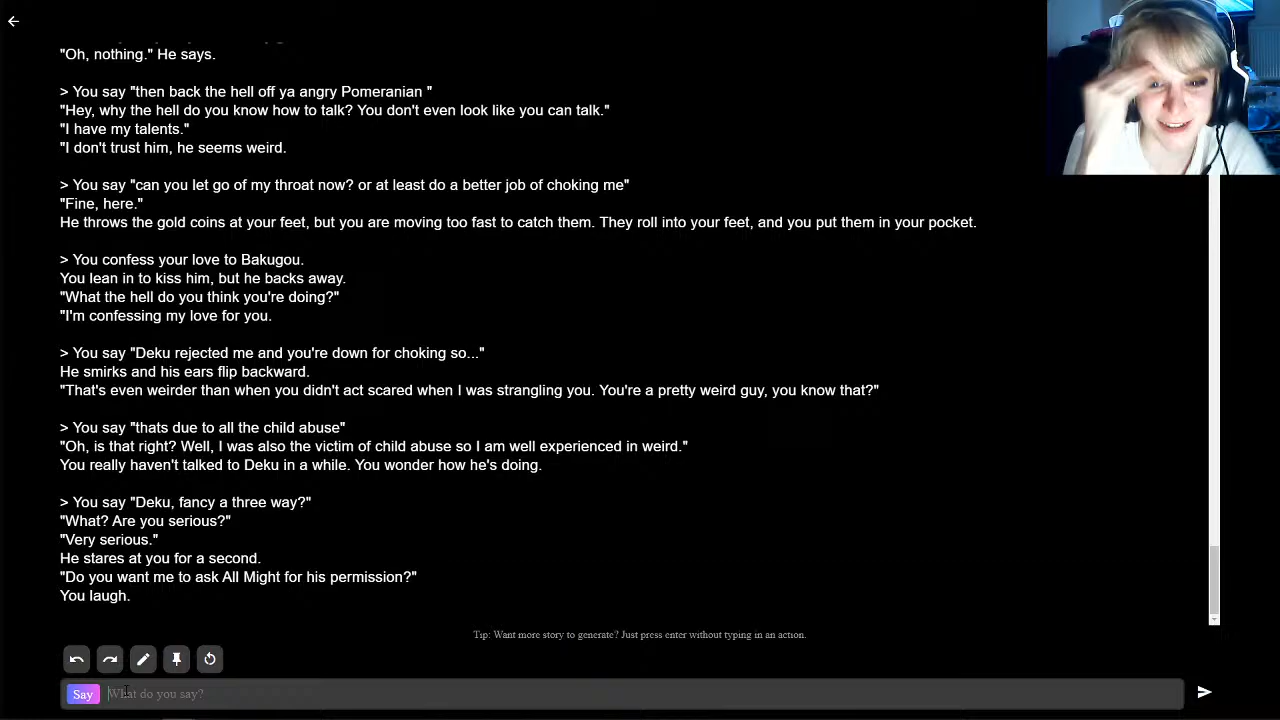 "Oh, nothing." He says.
> You say "then back the hell off ya angry Pomeranian "
"Hey, why the hell do you know how to talk? You don't even look like you can talk."
"I have my talents."
"I don't trust him, he seems weird.
> You say "can you let go of my throat now? or at least do a better job of choking me"
"Fine, here."
He throws the gold coins at your feet, but you are moving too fast to catch them. They roll into your feet, and you put them in your pocket.
> You confess your love to Bakugou.
You lean in to kiss him, but he backs away.
"What the hell do you think you're doing?"
"I'm confessing my love for you.
> You say "Deku rejected me and you're down for choking so..."
He smirks and his ears flip backward.
"That's even weirder than when you didn't act scared when I was strangling you. You're a pretty weird guy, you know that?"
> You say "thats due to all the child abuse"
"Oh, is that right? Well, I was also the victim of child abuse so I am well experienced in weird."
You really haven't talked to Deku in a while. You wonder how he's doing.
> You say "Deku, fancy a three way?"
"What? Are you serious?"
"Very serious."
He stares at you for a second.
"Do you want me to ask All Might for his permission?"
You laugh.
Tip: Want more story to generate? Just press enter without typing in an action.
Say What do you say?